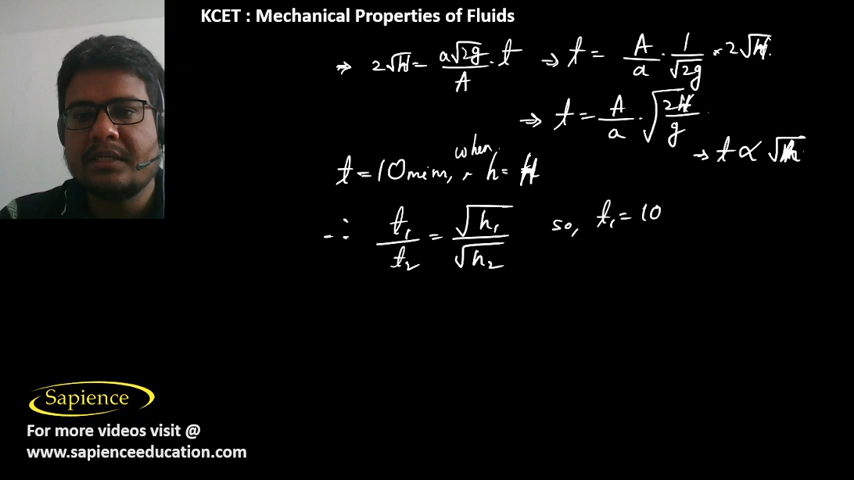 KCET : Mechanical Properties of Fluids
⇒ 2√H = a√2g/A · t ⇒ t = A/a · 1/√2g · 2√H
⇒ t = A/a · √2H/g
→ t ∝ √h
t = 10 min, when h = H
∴ t₁/t₂ = √h₁/√h₂ so, t₁ = 10
Sapience
For more videos visit @
www.sapienceeducation.com